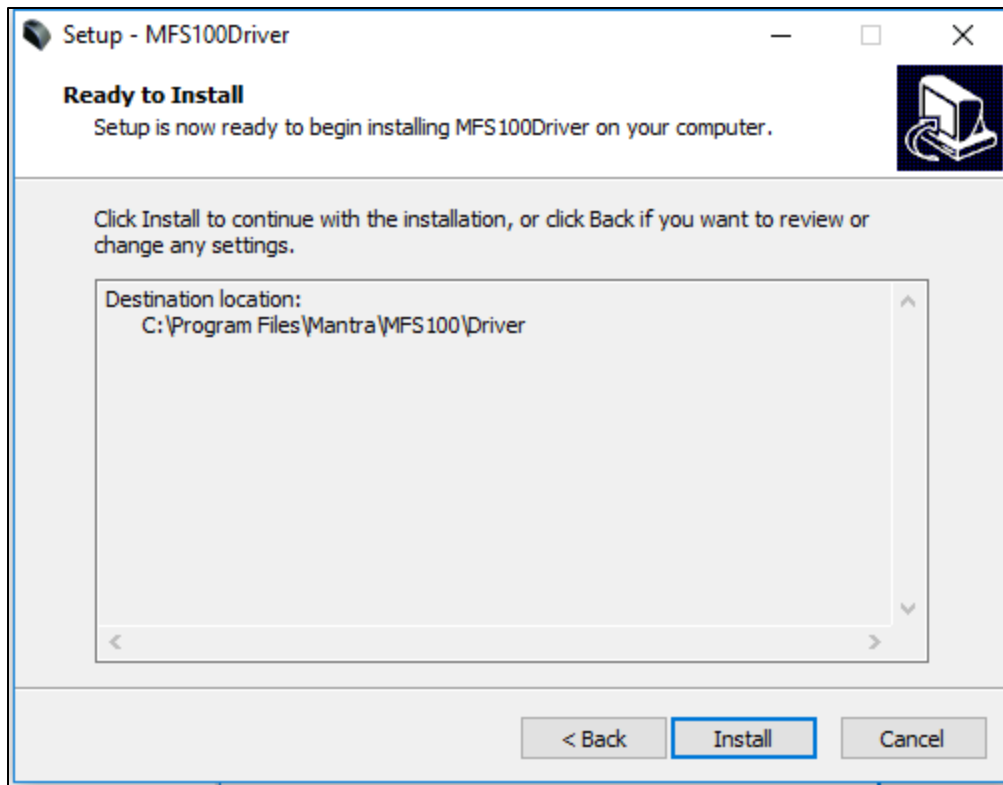 Setup - MFS100Driver
Ready to Install
Setup is now ready to begin installing MFS100Driver on your computer.
Click Install to continue with the installation, or click Back if you want to review or
change any settings.
Destination location:
C:\Program Files\Mantra\MFS100\Driver
< Back
Install
Cancel